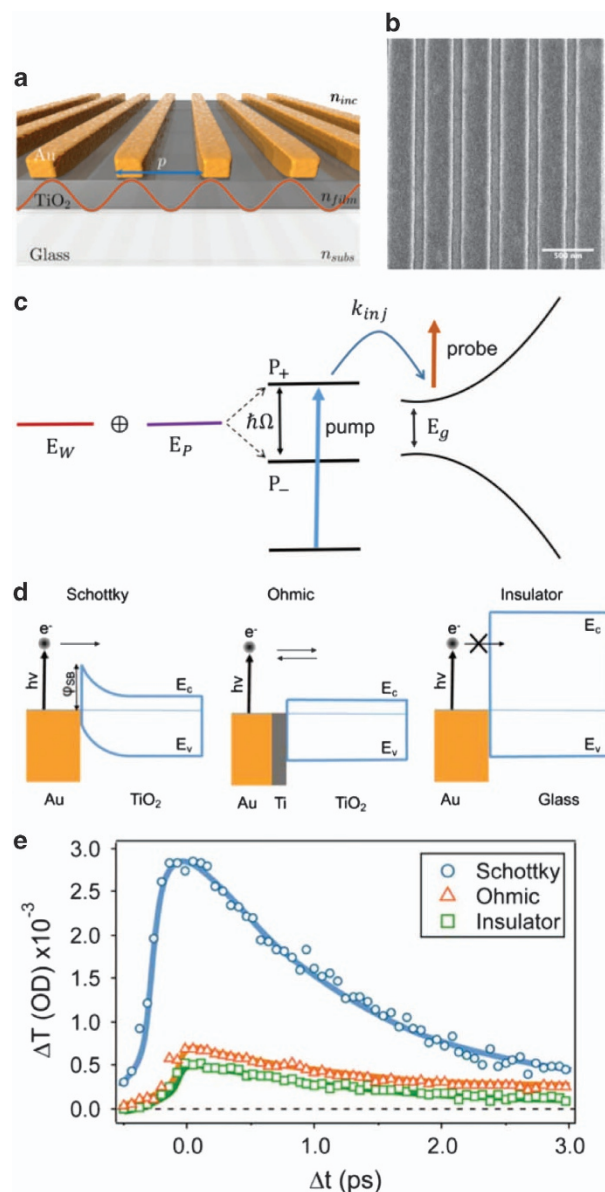 a
n_inc
Au
p
TiO₂
n_film
Glass
n_subs
b
500 nm
c
k_inj
P₊
probe
E_W ⊕ E_P
ħΩ
pump
E_g
P₋
d
Schottky
Ohmic
Insulator
e⁻
e⁻
e⁻
E_c
hν
φ_SB
E_c
hν
E_c
hν
E_v
E_v
E_v
Au TiO₂
Au Ti TiO₂
Au Glass
e
ΔT (OD) x10⁻³
3.0
2.5
2.0
1.5
1.0
0.5
0.0
Schottky
Ohmic
Insulator
0.0 1.0 2.0 3.0
Δt (ps)